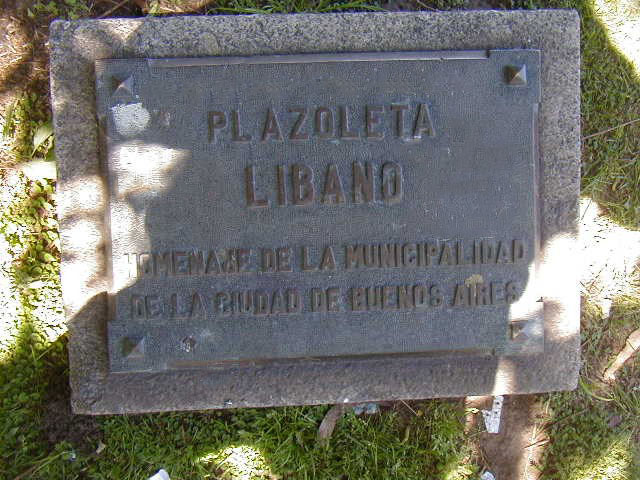 PLAZOLETA
LIBANO
HOMENAJE DE LA MUNICIPALIDAD
DE LA CIUDAD DE BUENOS AIRES